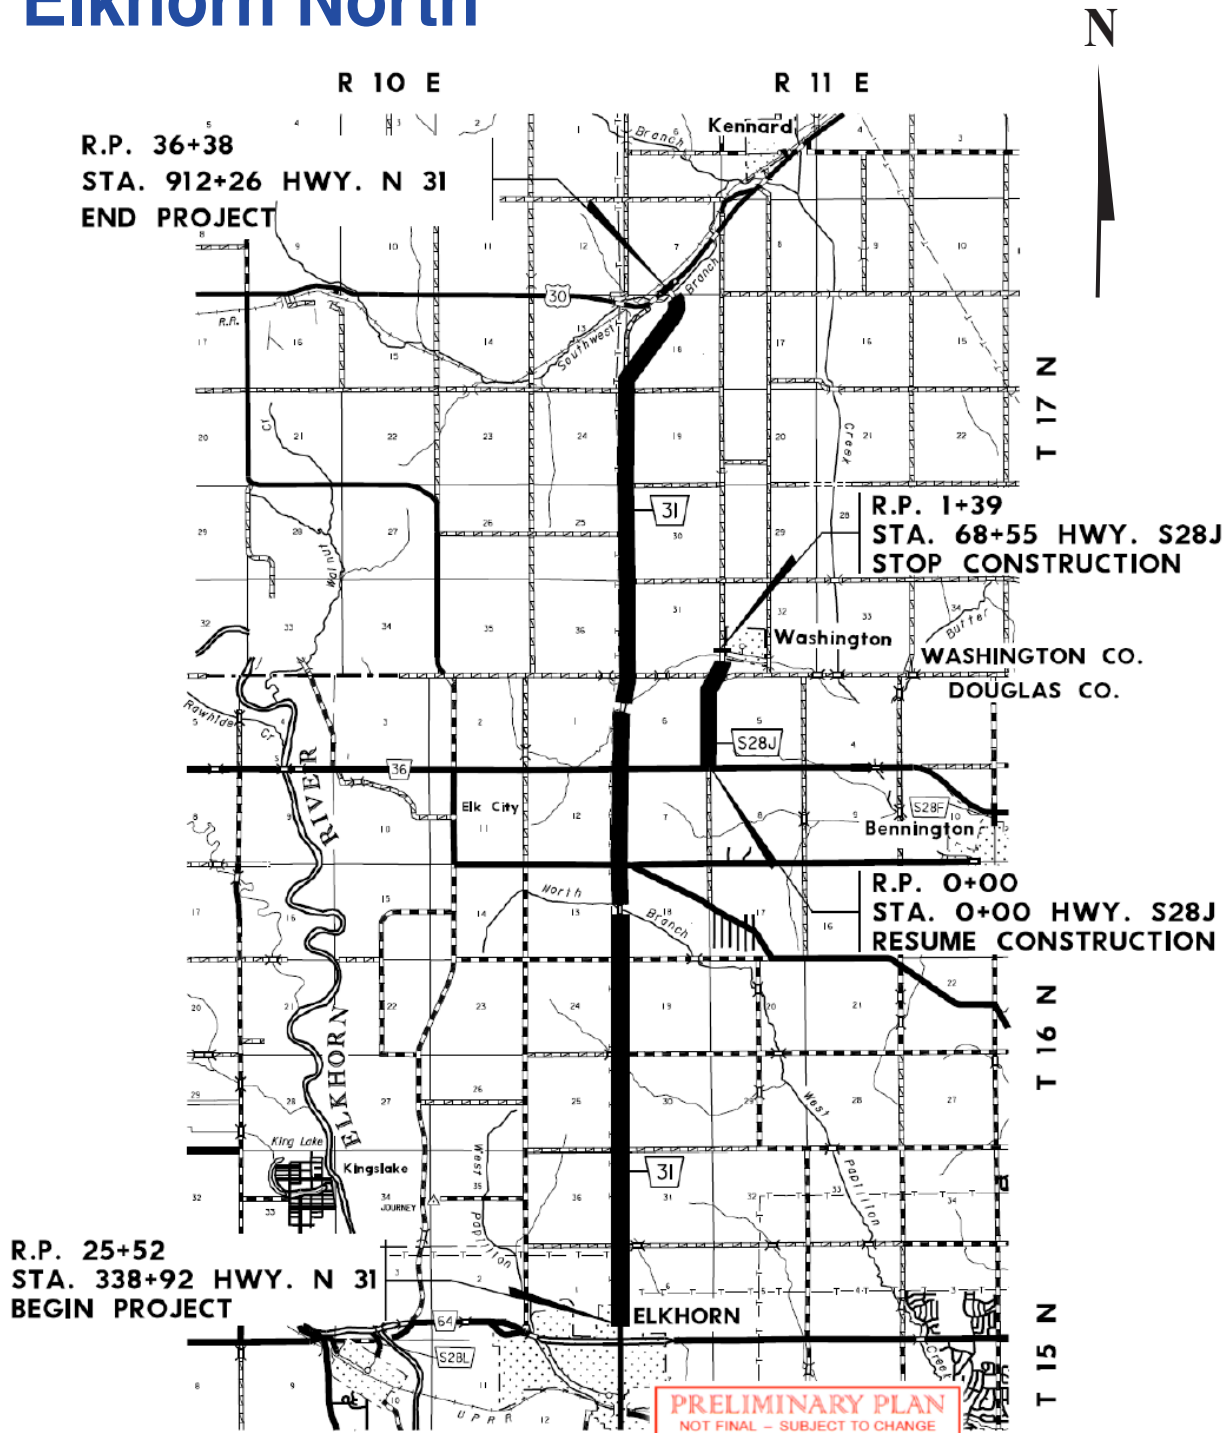 Elkhorn North
N
R 10 E
R 11 E
R.P. 36+38
STA. 912+26 HWY. N 31
END PROJECT
Kennard
Branch
Branch
30
R.R.
Southwest
T 17 N
Cr
Creek
31
Walnut
R.P. 1+39
STA. 68+55 HWY. S28J
STOP CONSTRUCTION
Washington
Butter
WASHINGTON CO.
DOUGLAS CO.
Rawhide
Cr
S28J
36
RIVER
Elk City
S28F
Bennington
North
Branch
R.P. 0+00
STA. 0+00 HWY. S28J
RESUME CONSTRUCTION
T 16 N
ELKHORN
West
King Lake
Kingslake
West
31
Papillion
JOURNEY
Papillion
R.P. 25+52
STA. 338+92 HWY. N 31
BEGIN PROJECT
ELKHORN
64
S28L
Creek
T 15 N
UPRR
PRELIMINARY PLAN
NOT FINAL – SUBJECT TO CHANGE